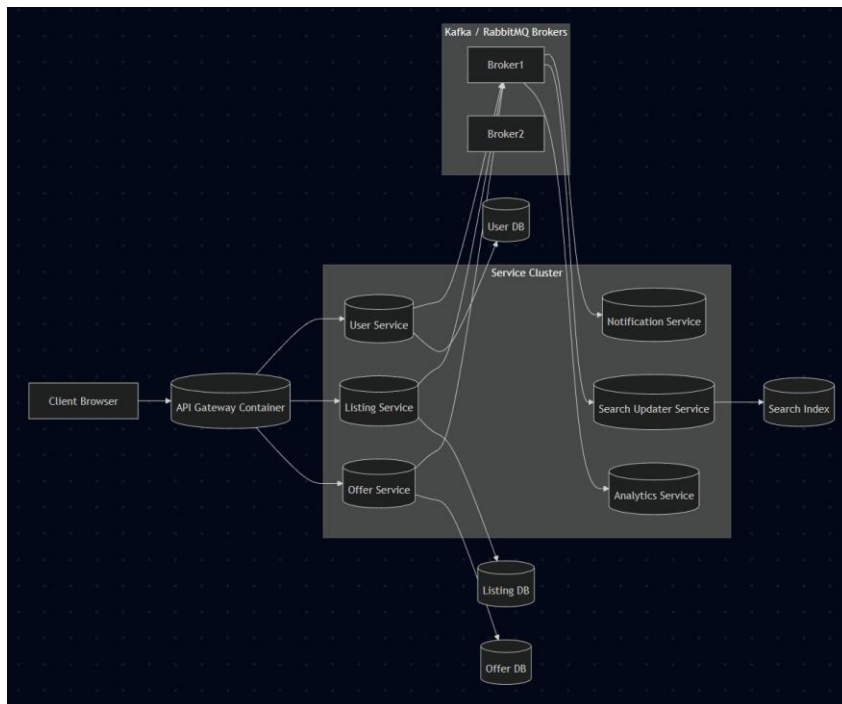 Kafka / RabbitMQ Brokers
Broker1
Broker2
User DB
Service Cluster
User Service
Notification Service
Client Browser
API Gateway Container
Listing Service
Search Updater Service
Search Index
Offer Service
Analytics Service
Listing DB
Offer DB